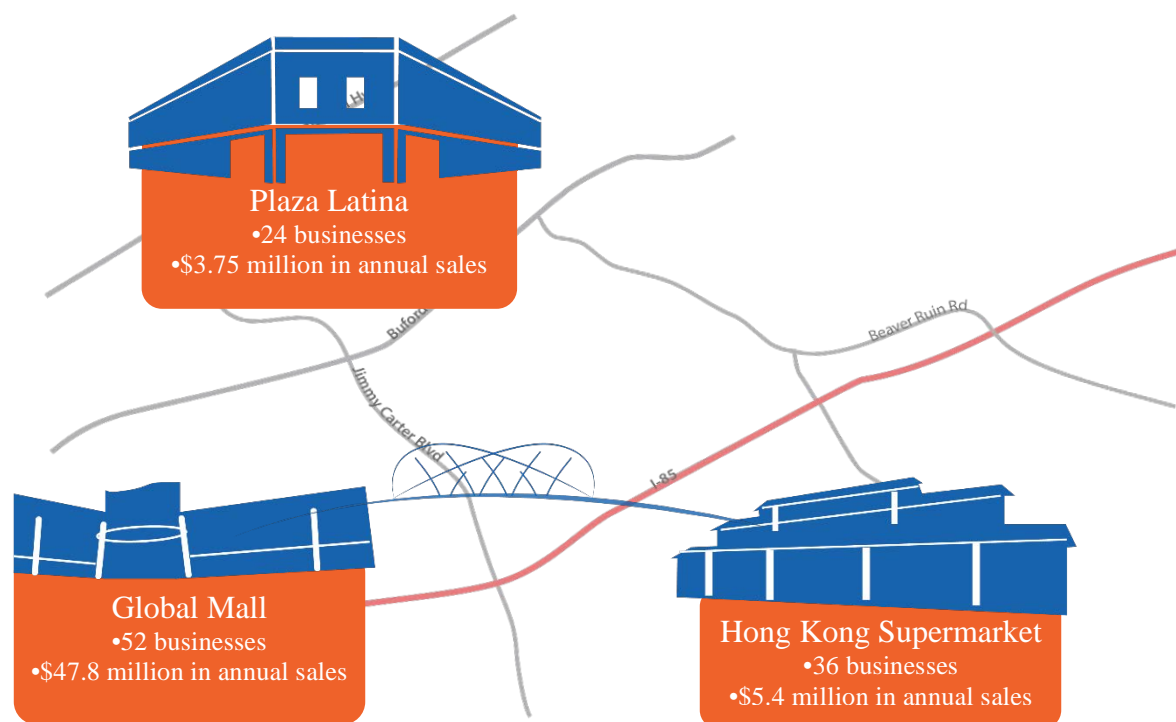 Plaza Latina
•24 businesses
•$3.75 million in annual sales
Buford
Beaver Ruin Rd
Jimmy Carter Blvd
I-85
Global Mall
•52 businesses
•$47.8 million in annual sales
Hong Kong Supermarket
•36 businesses
•$5.4 million in annual sales